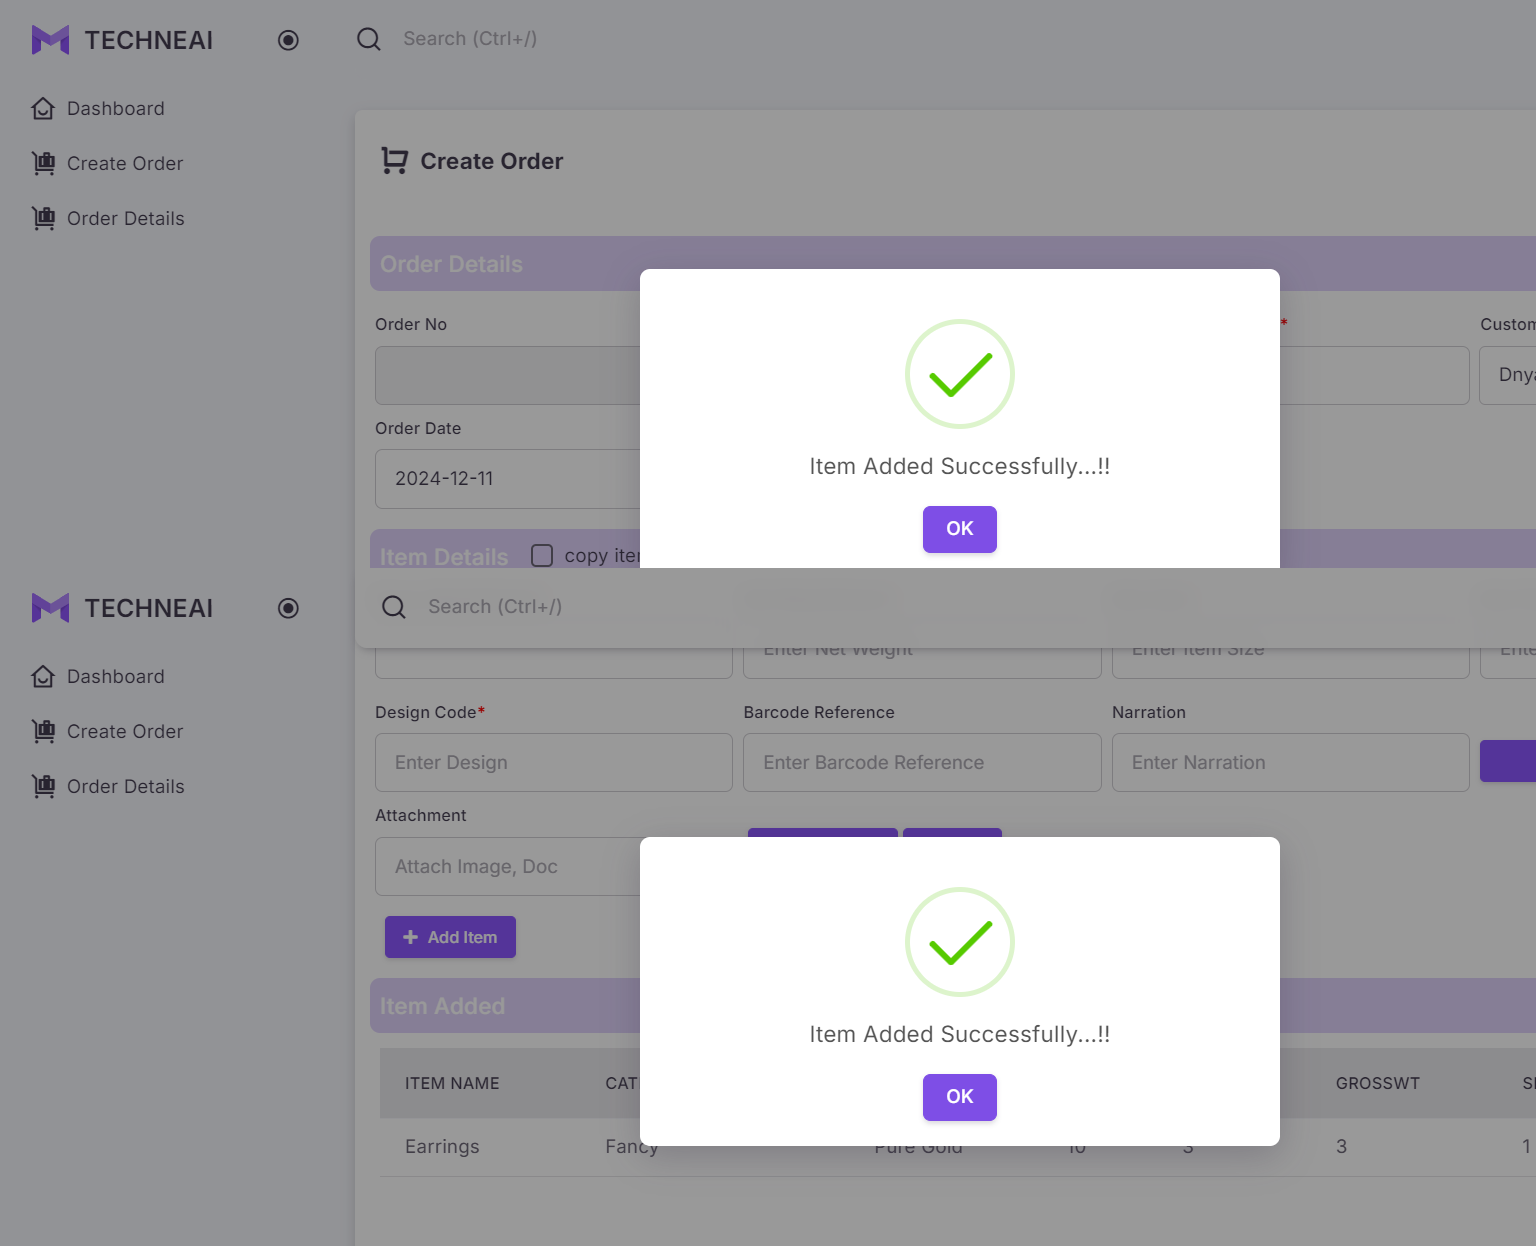 TECHNEAI
Search (Ctrl+/)
Dashboard
Create Order
Order Details
Create Order
Order Details
Order No
*
Custom
Dnya
Order Date
2024-12-11
Item Added Successfully...!!
OK
Item Details
copy iter
TECHNEAI
Search (Ctrl+/)
Dashboard
Create Order
Order Details
Enter Net Weight
Enter Item Size
Ente
Design Code*
Barcode Reference
Narration
Enter Design
Enter Barcode Reference
Enter Narration
Attachment
Attach Image, Doc
Add Item
Item Added Successfully...!!
OK
Item Added
ITEM NAME
CAT
GROSSWT
Earrings
Fancy
Pure Gold
10
3
3
1